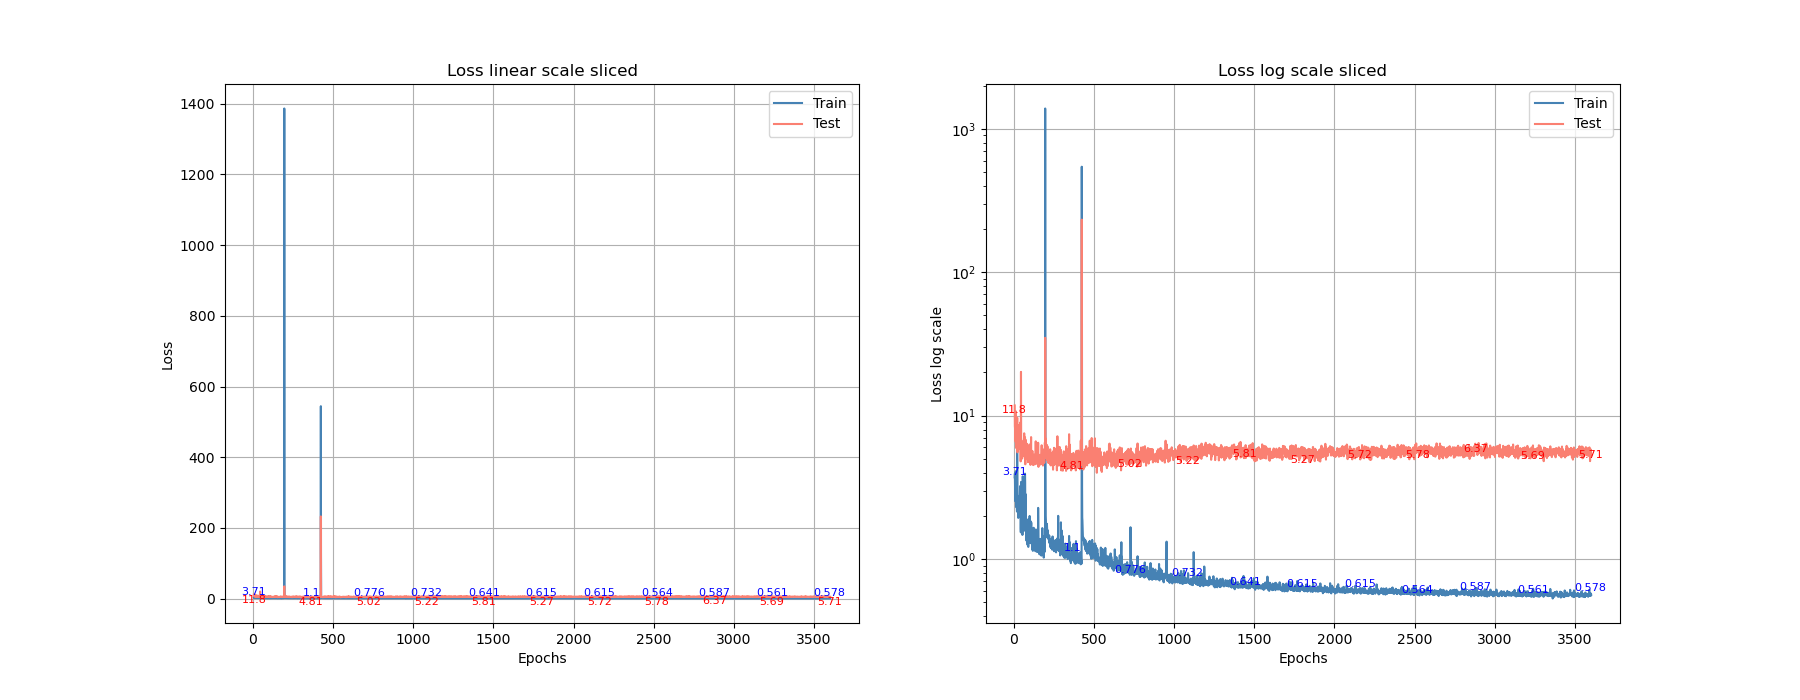 Loss linear scale sliced
1400
1200
1000
800
600
400
200
0
Loss
Train
Test
3.71 1.1 0.776 0.732 0.641 0.615 0.615 0.564 0.587 0.561 0.578
11.8 4.81 5.02 5.22 5.81 5.27 5.72 5.78 6.37 5.69 5.71
0 500 1000 1500 2000 2500 3000 3500
Epochs
Loss log scale sliced
10³
10²
10¹
10⁰
Loss log scale
Train
Test
11.8 4.81 5.02 5.22 5.81 5.27 5.72 5.78 6.37 5.69 5.71
3.71 1.1 0.776 0.732 0.641 0.615 0.615 0.564 0.587 0.561 0.578
0 500 1000 1500 2000 2500 3000 3500
Epochs